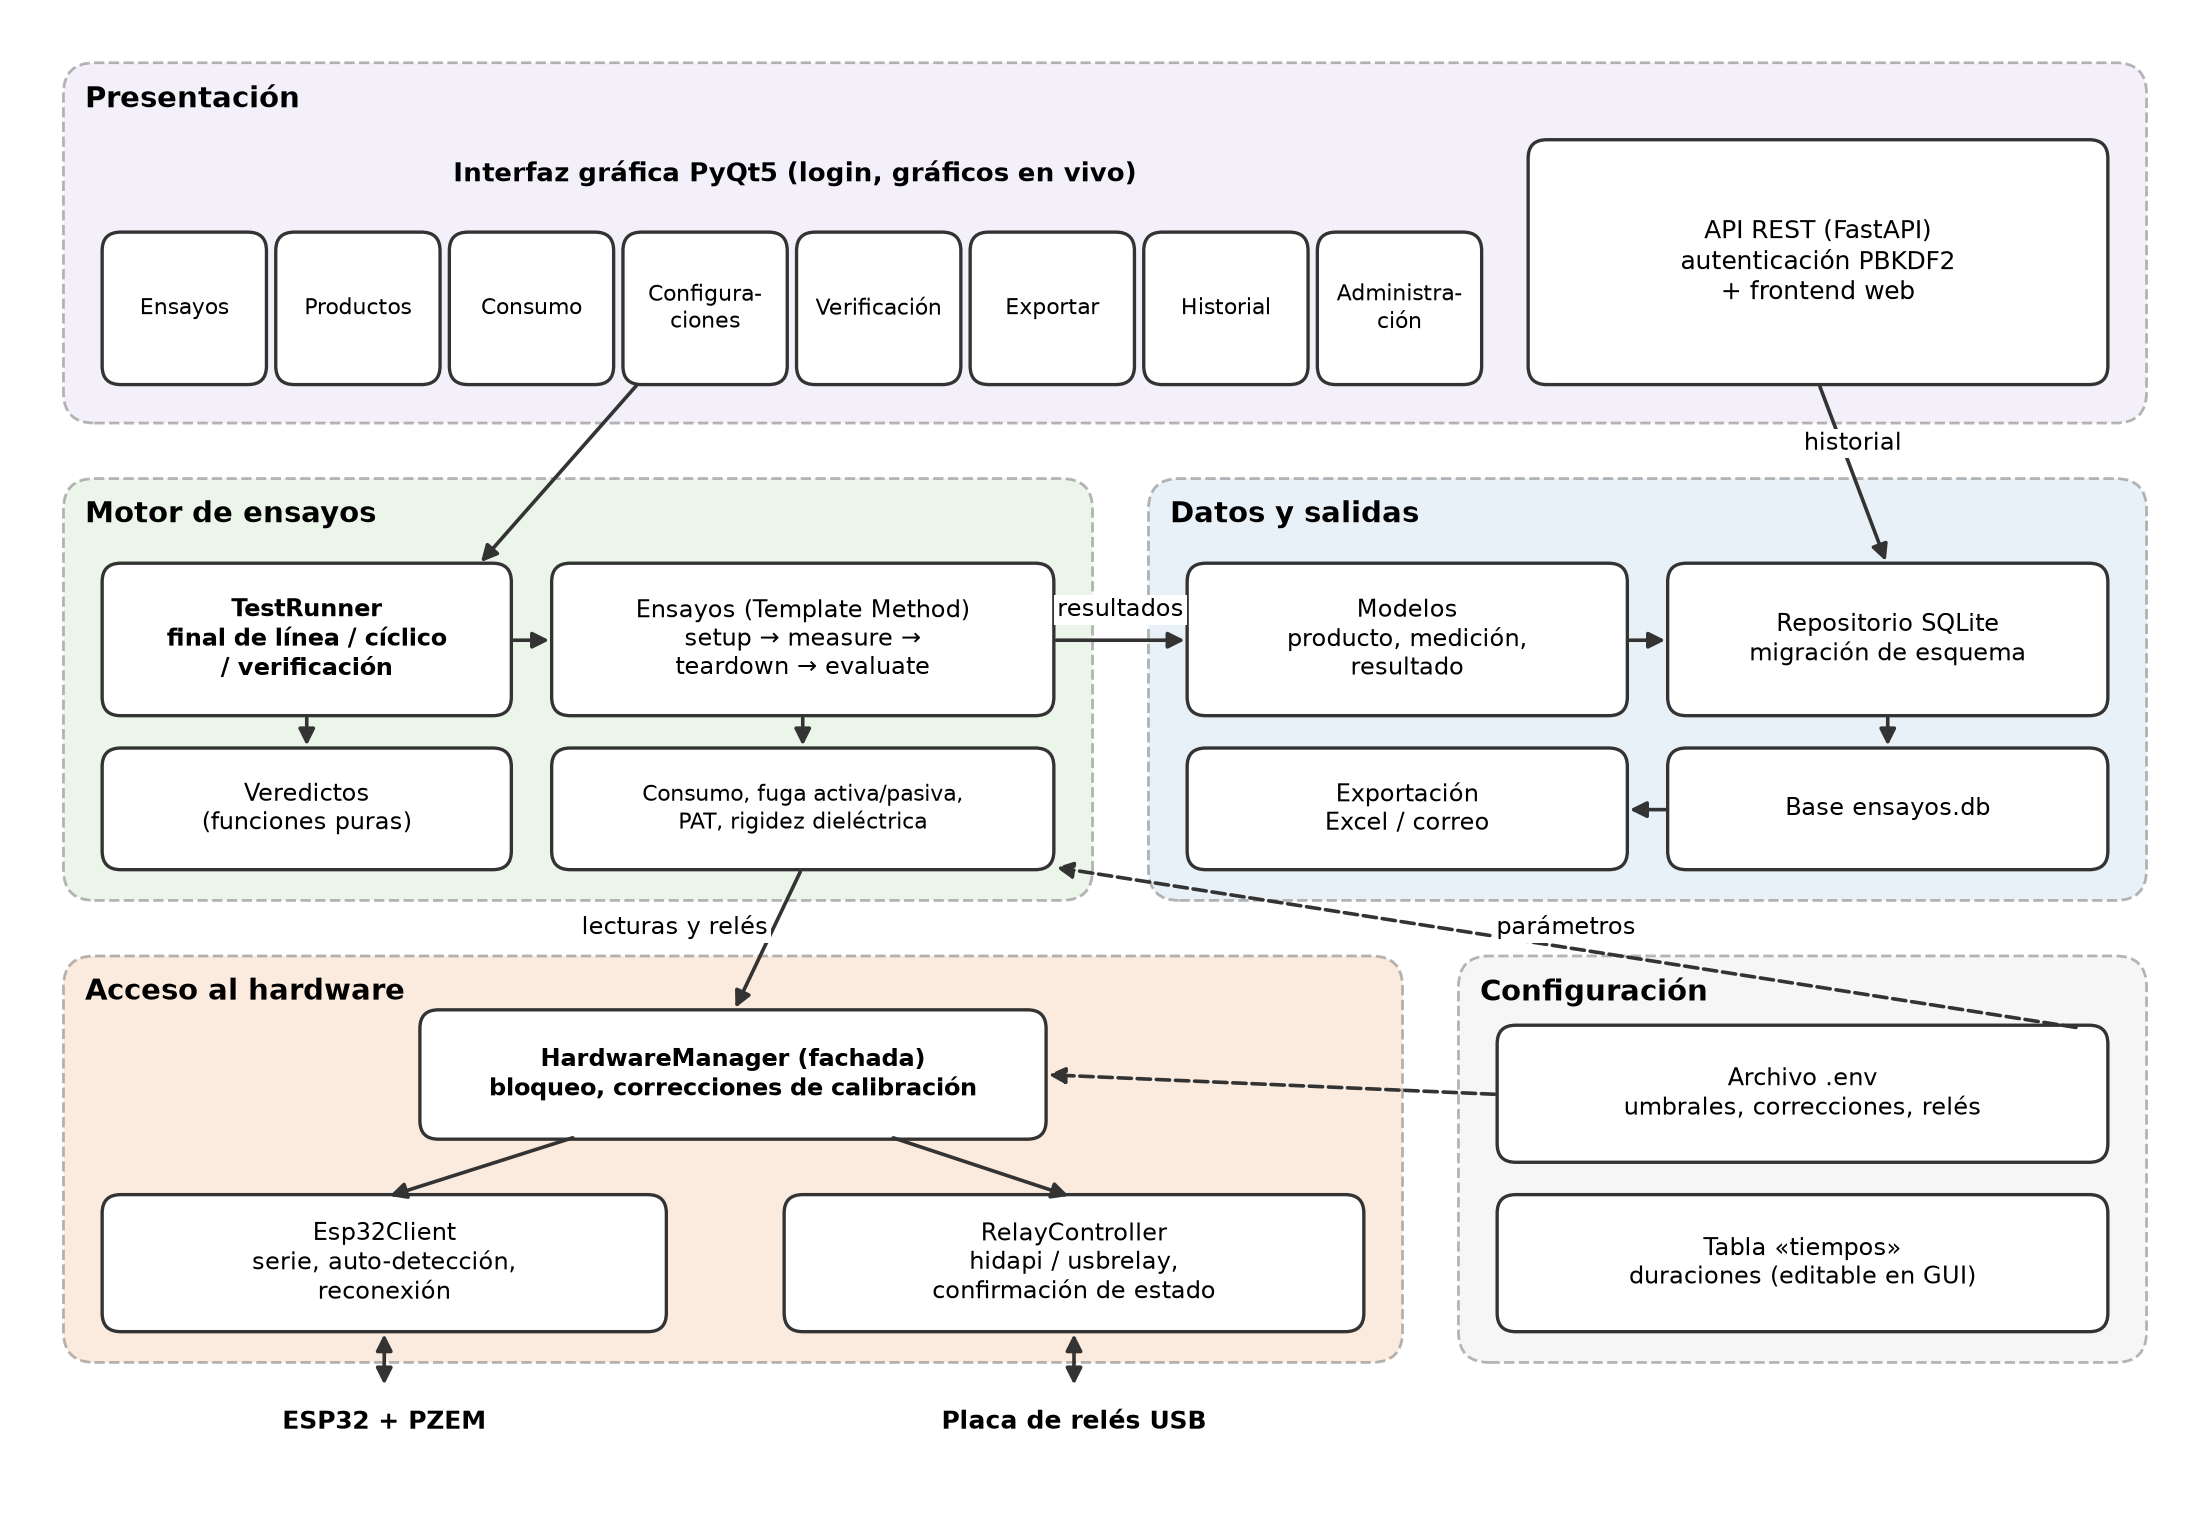 Presentación
Interfaz gráfica PyQt5 (login, gráficos en vivo)
Ensayos
Productos
Consumo
Configura-
ciones
Verificación
Exportar
Historial
Administra-
ción
API REST (FastAPI)
autenticación PBKDF2
+ frontend web
historial
Motor de ensayos
TestRunner
final de línea / cíclico
/ verificación
Ensayos (Template Method)
setup → measure →
teardown → evaluate
Veredictos
(funciones puras)
Consumo, fuga activa/pasiva,
PAT, rigidez dieléctrica
resultados
Datos y salidas
Modelos
producto, medición,
resultado
Repositorio SQLite
migración de esquema
Exportación
Excel / correo
Base ensayos.db
lecturas y relés
parámetros
Acceso al hardware
HardwareManager (fachada)
bloqueo, correcciones de calibración
Esp32Client
serie, auto-detección,
reconexión
RelayController
hidapi / usbrelay,
confirmación de estado
Configuración
Archivo .env
umbrales, correcciones, relés
Tabla «tiempos»
duraciones (editable en GUI)
ESP32 + PZEM
Placa de relés USB